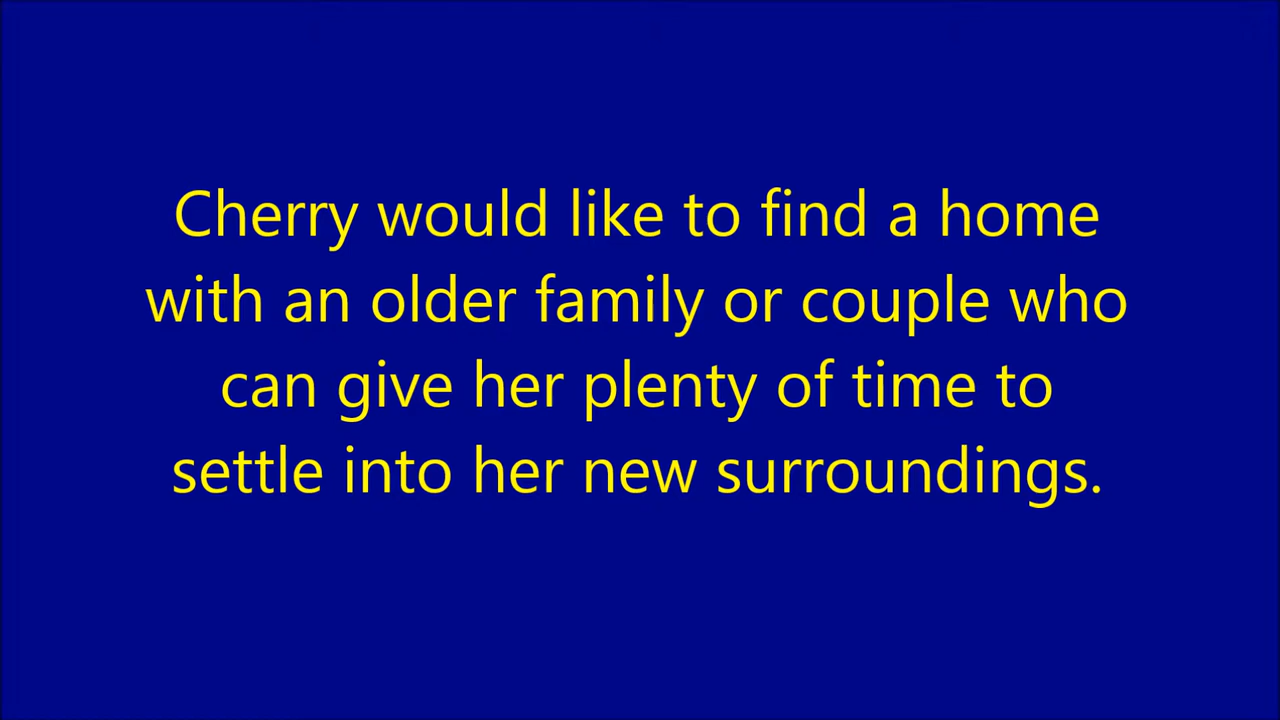 Cherry would like to find a home
with an older family or couple who
can give her plenty of time to
settle into her new surroundings.